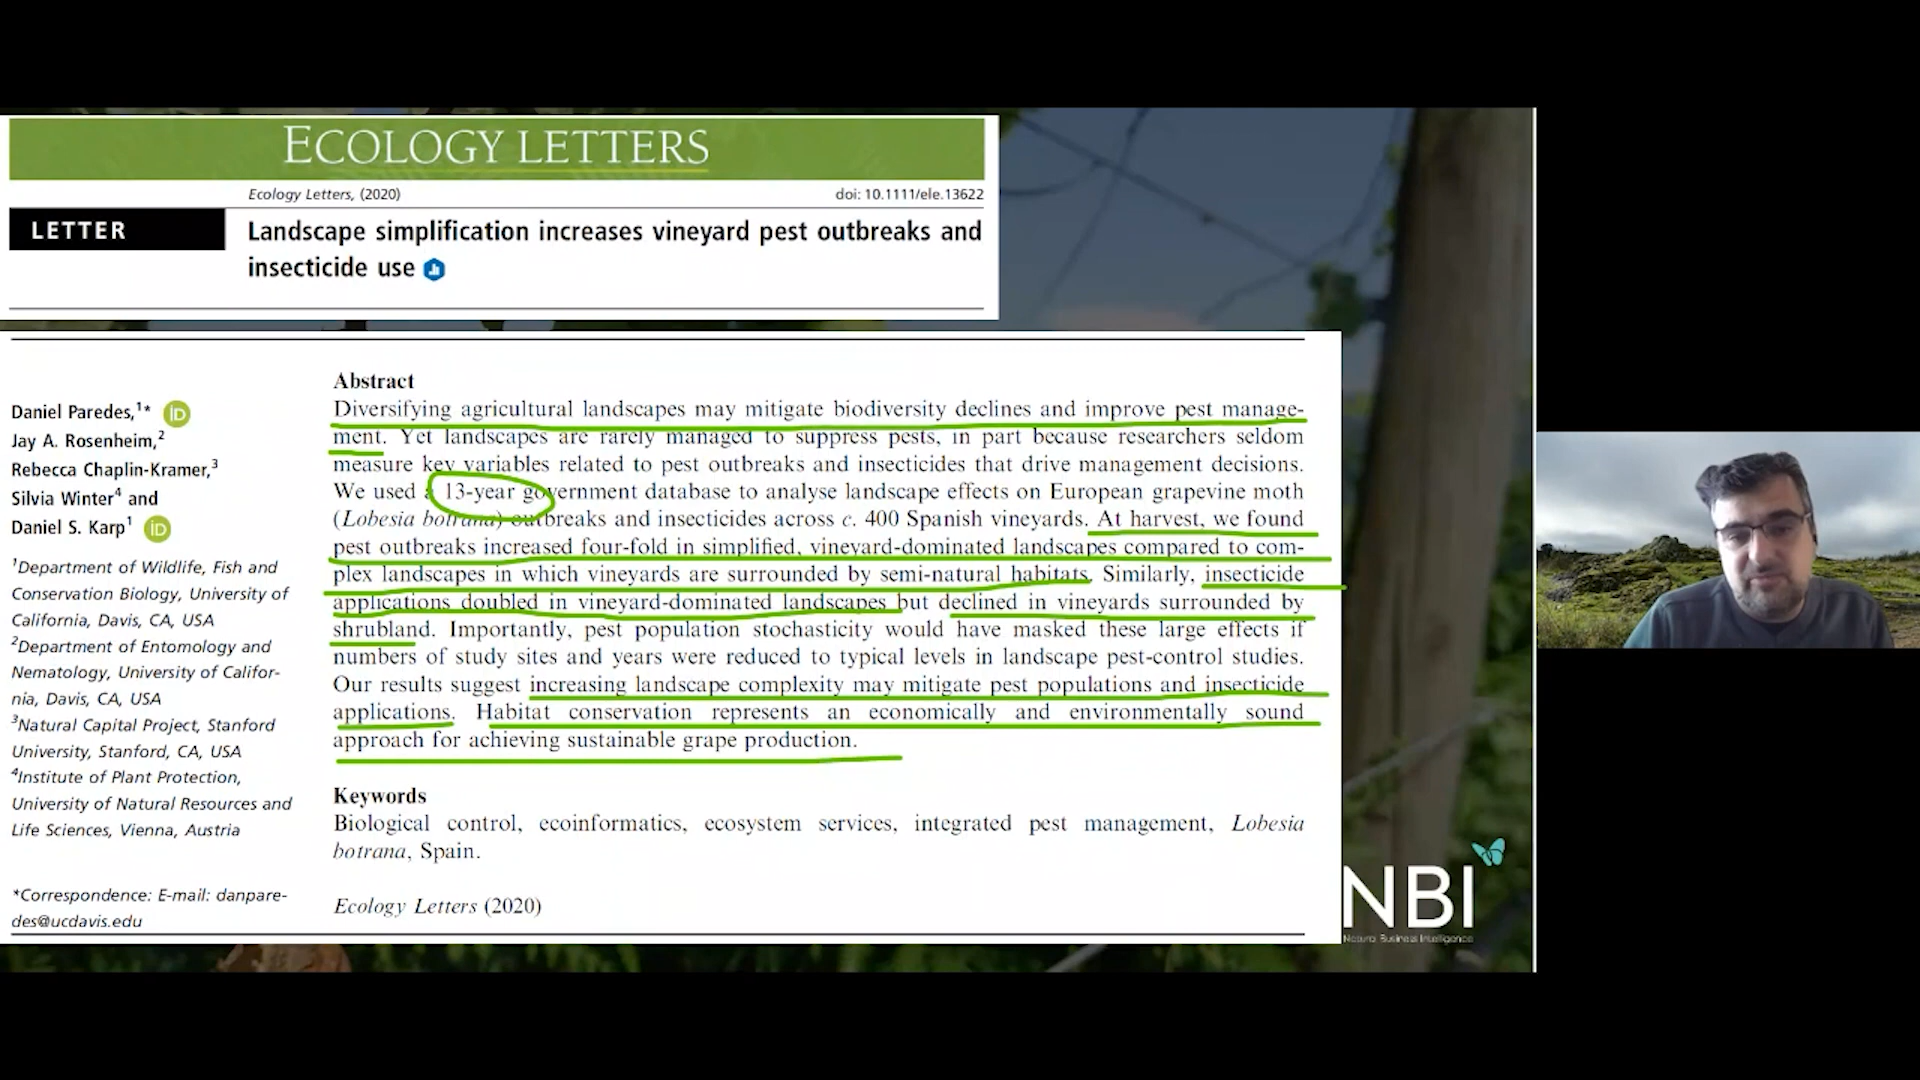 ECOLOGY LETTERS
Ecology Letters, (2020)
doi: 10.1111/ele.13622
LETTER
Landscape simplification increases vineyard pest outbreaks and
insecticide use
Daniel Paredes,¹*
Jay A. Rosenheim,²
Rebecca Chaplin-Kramer,³
Silvia Winter⁴ and
Daniel S. Karp¹
¹Department of Wildlife, Fish and
Conservation Biology, University of
California, Davis, CA, USA
²Department of Entomology and
Nematology, University of Califor-
nia, Davis, CA, USA
³Natural Capital Project, Stanford
University, Stanford, CA, USA
⁴Institute of Plant Protection,
University of Natural Resources and
Life Sciences, Vienna, Austria
*Correspondence: E-mail: danpare-
des@ucdavis.edu
Abstract
Diversifying agricultural landscapes may mitigate biodiversity declines and improve pest manage-
ment. Yet landscapes are rarely managed to suppress pests, in part because researchers seldom
measure key variables related to pest outbreaks and insecticides that drive management decisions.
We used a 13-year government database to analyse landscape effects on European grapevine moth
(Lobesia botrana) outbreaks and insecticides across c. 400 Spanish vineyards. At harvest, we found
pest outbreaks increased four-fold in simplified, vineyard-dominated landscapes compared to com-
plex landscapes in which vineyards are surrounded by semi-natural habitats. Similarly, insecticide
applications doubled in vineyard-dominated landscapes but declined in vineyards surrounded by
shrubland. Importantly, pest population stochasticity would have masked these large effects if
numbers of study sites and years were reduced to typical levels in landscape pest-control studies.
Our results suggest increasing landscape complexity may mitigate pest populations and insecticide
applications. Habitat conservation represents an economically and environmentally sound
approach for achieving sustainable grape production.
Keywords
Biological control, ecoinformatics, ecosystem services, integrated pest management, Lobesia
botrana, Spain.
Ecology Letters (2020)
iD
iD
NBI
Natural Business Intelligence